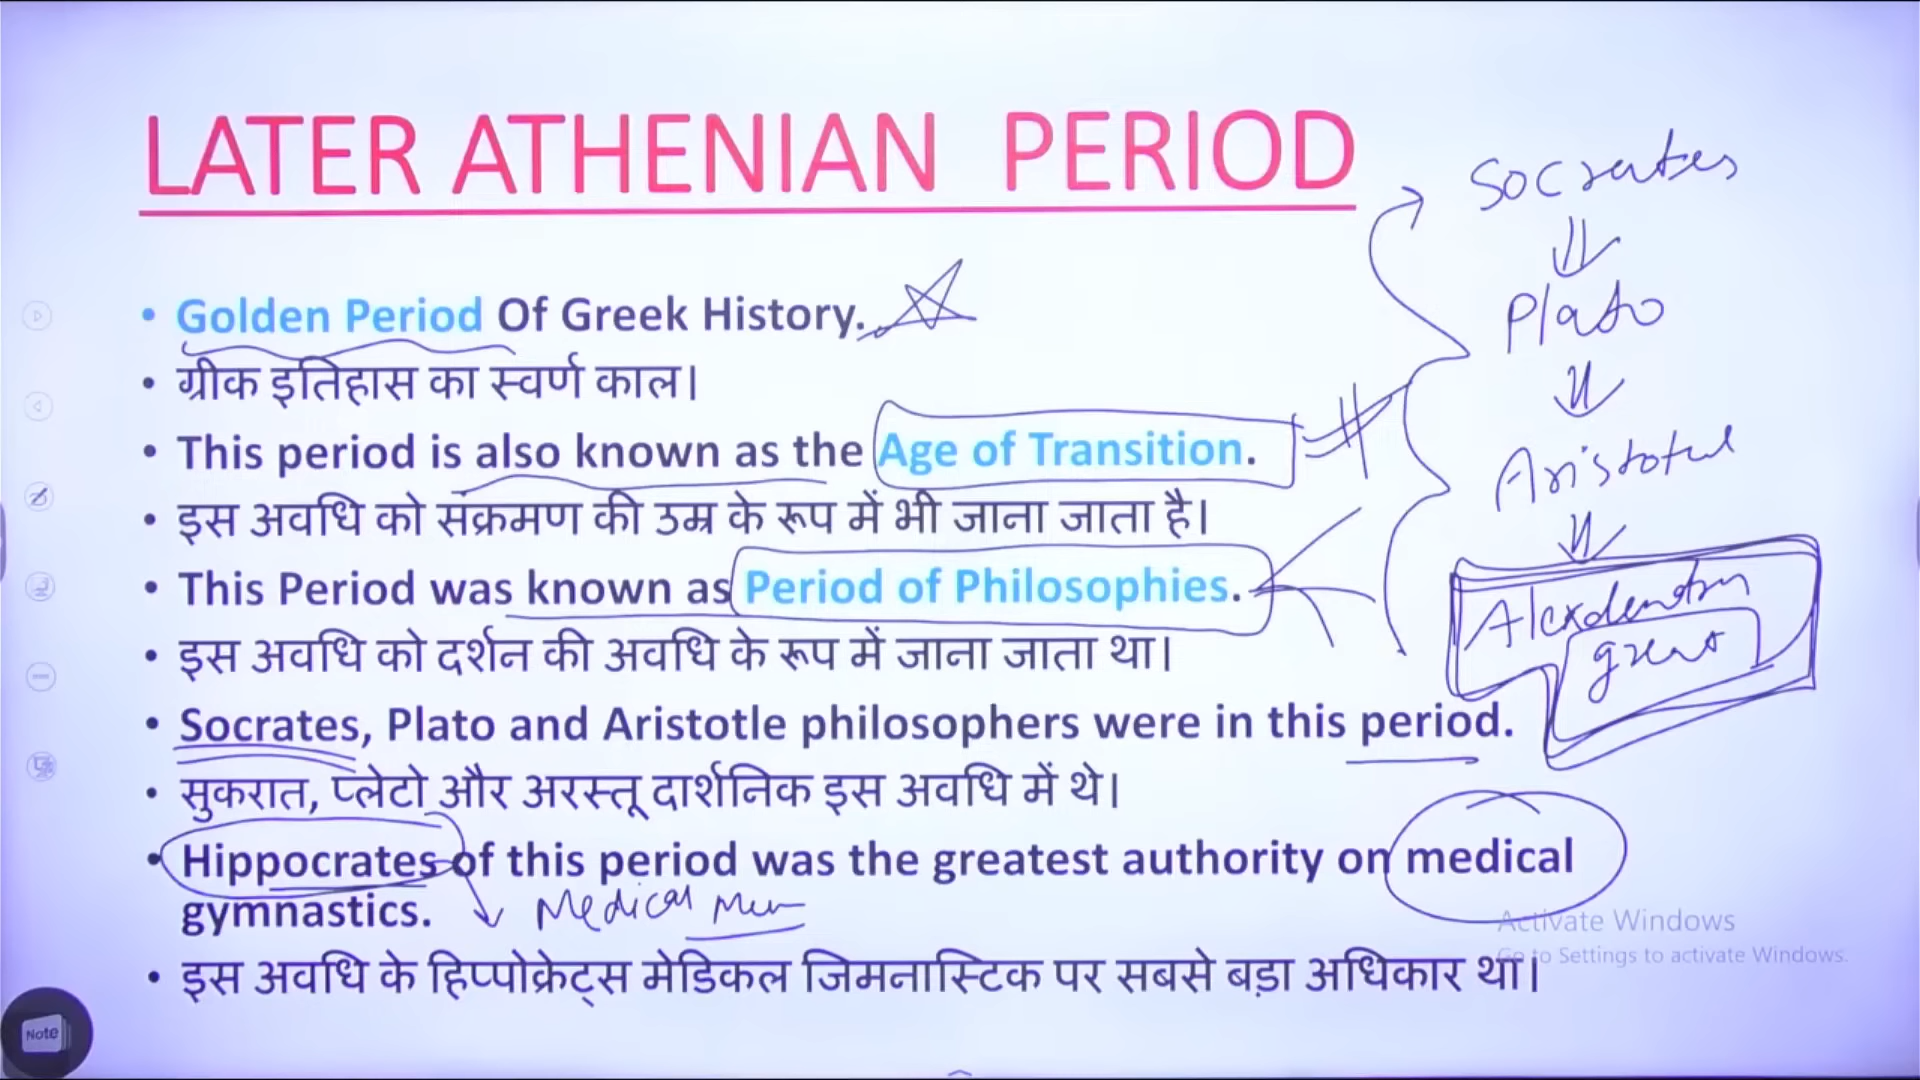 LATER ATHENIAN PERIOD
• Golden Period Of Greek History.
• ग्रीक इतिहास का स्वर्ण काल।
• This period is also known as the Age of Transition.
• इस अवधि को संक्रमण की उम्र के रूप में भी जाना जाता है।
• This Period was known as Period of Philosophies.
• इस अवधि को दर्शन की अवधि के रूप में जाना जाता था।
• Socrates, Plato and Aristotle philosophers were in this period.
• सुकरात, प्लेटो और अरस्तू दार्शनिक इस अवधि में थे।
• Hippocrates of this period was the greatest authority on medical
gymnastics.
Medical
• इस अवधि के हिप्पोक्रेट्स मेडिकल जिमनास्टिक पर सबसे बड़ा अधिकार था।
Socrates
Plato
great
Activate Windows
Go to Settings to activate Windows.
Note